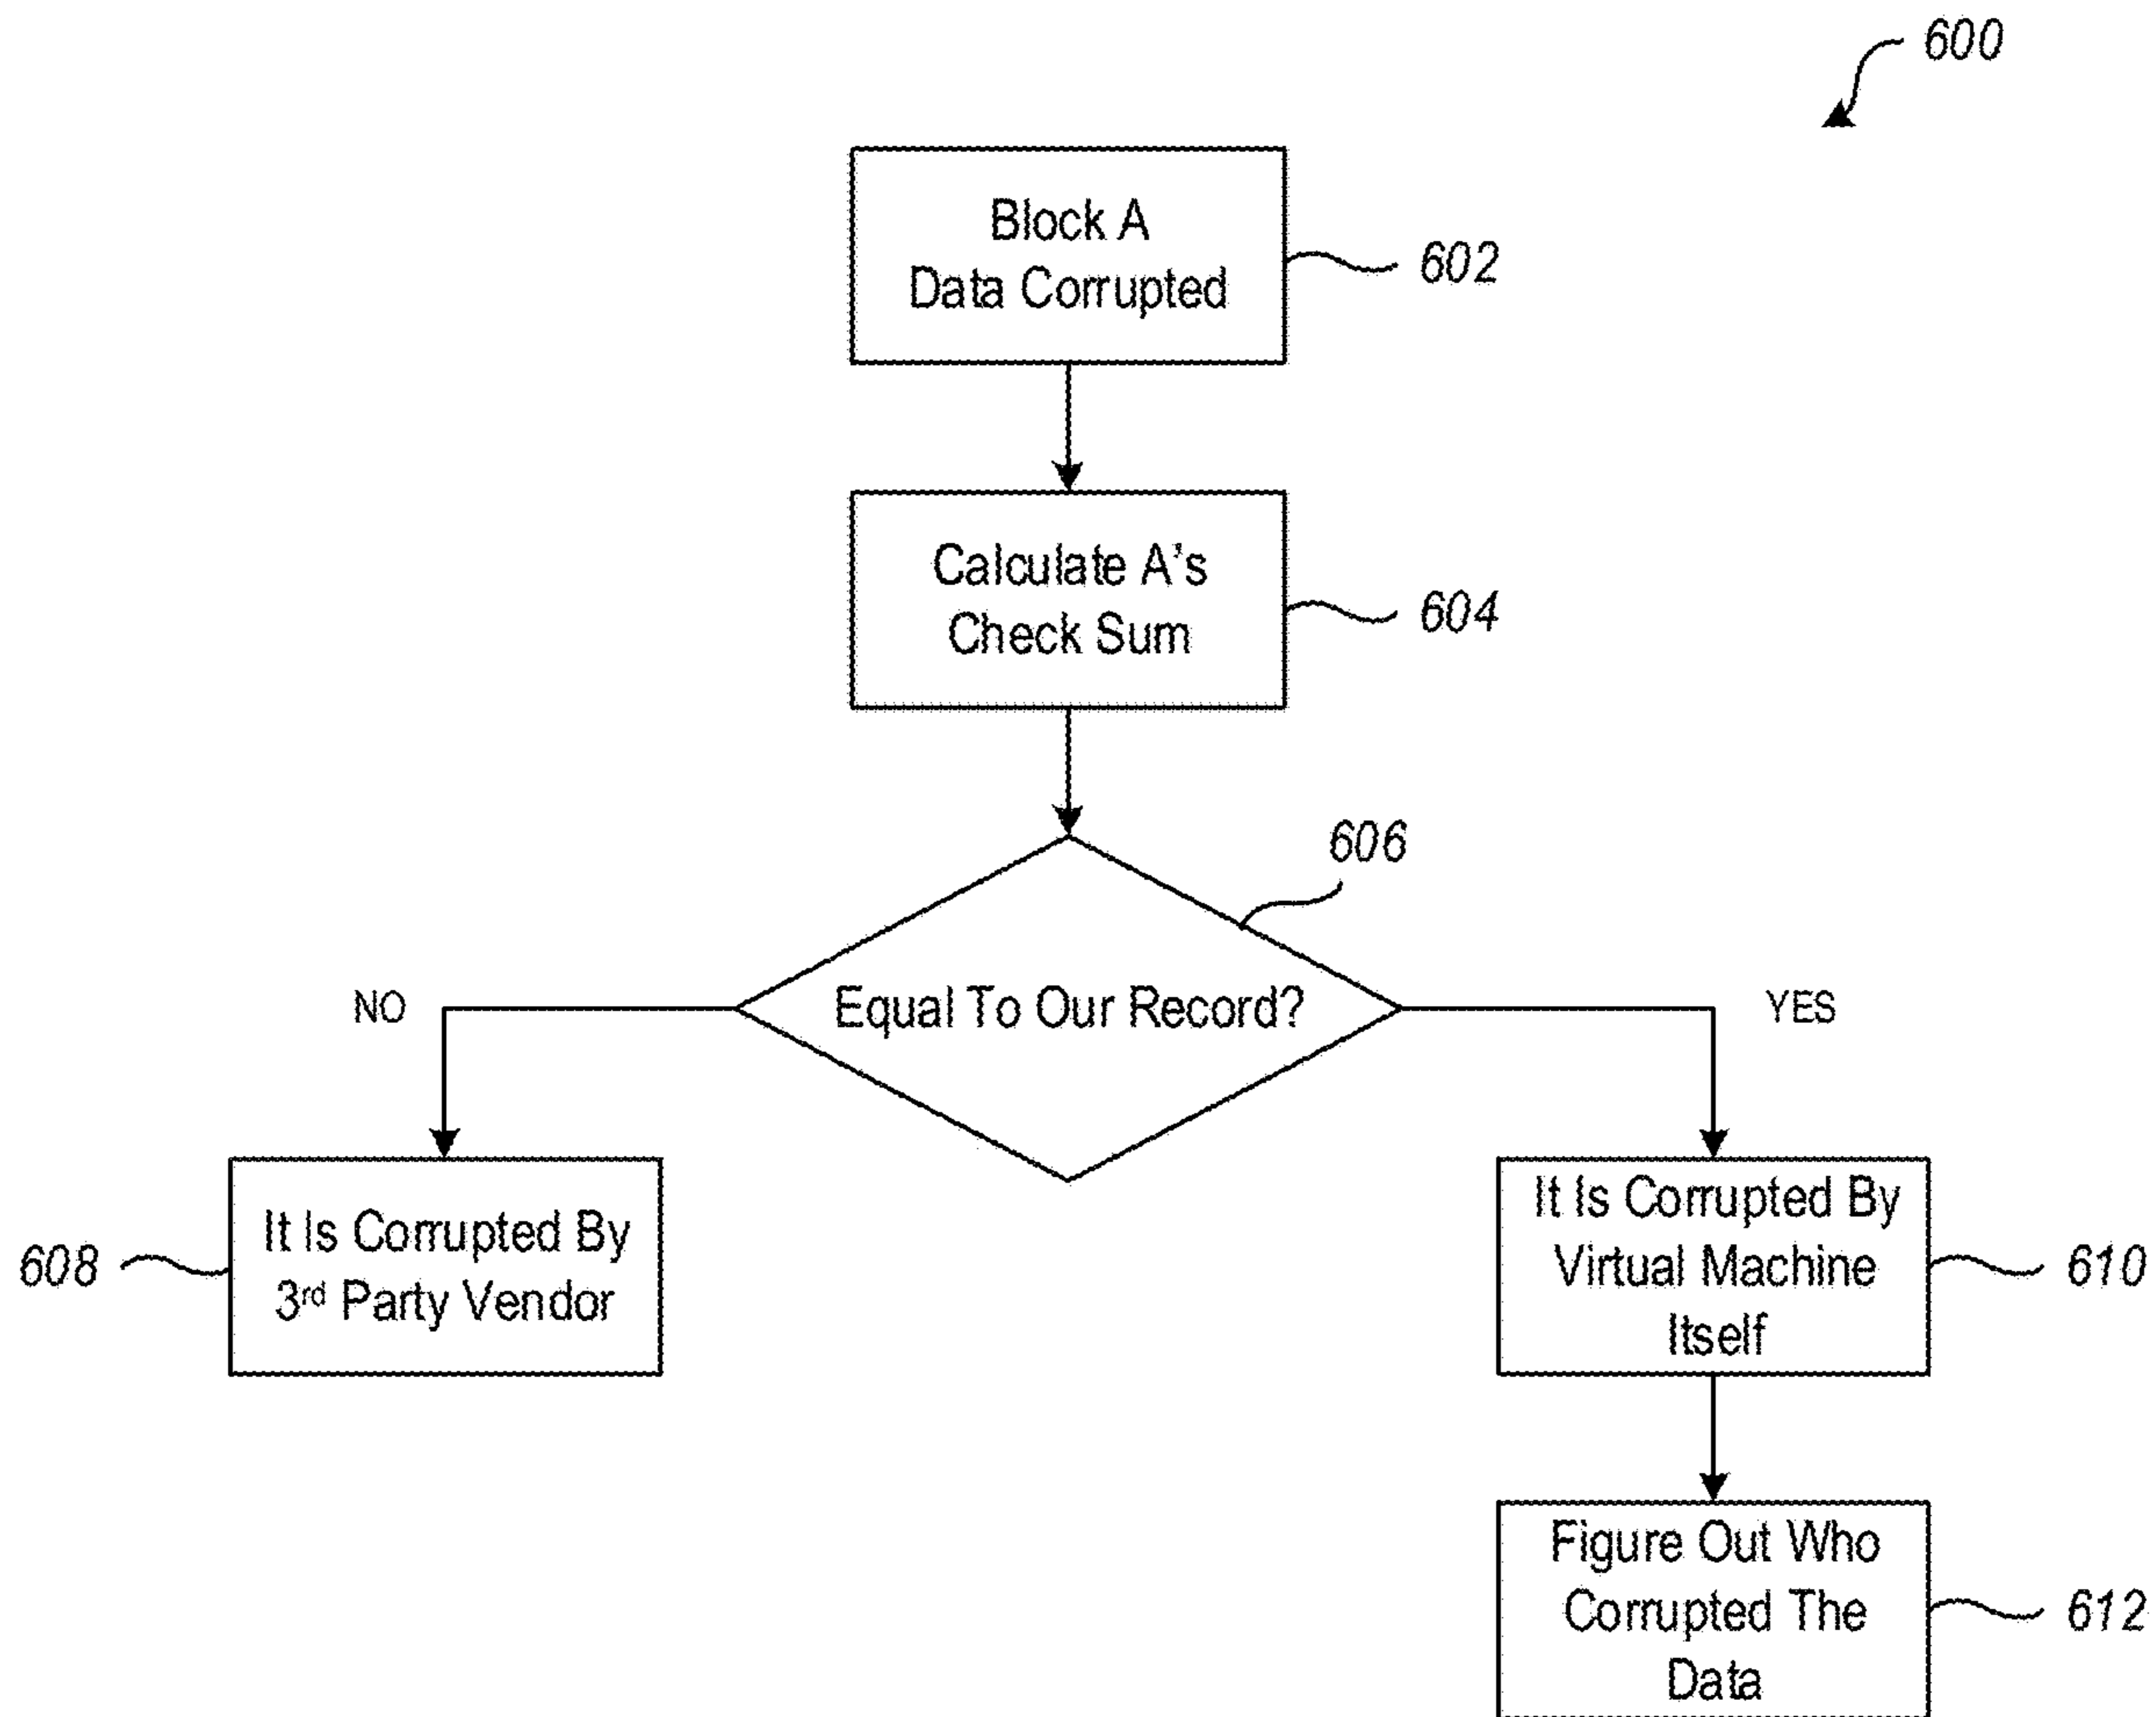 600
Block A
Data Corrupted
602
Calculate A's
Check Sum
604
606
Equal To Our Record?
NO
YES
It Is Corrupted By
3rd Party Vendor
608
It Is Corrupted By
Virtual Machine
Itself
610
Figure Out Who
Corrupted The
Data
612